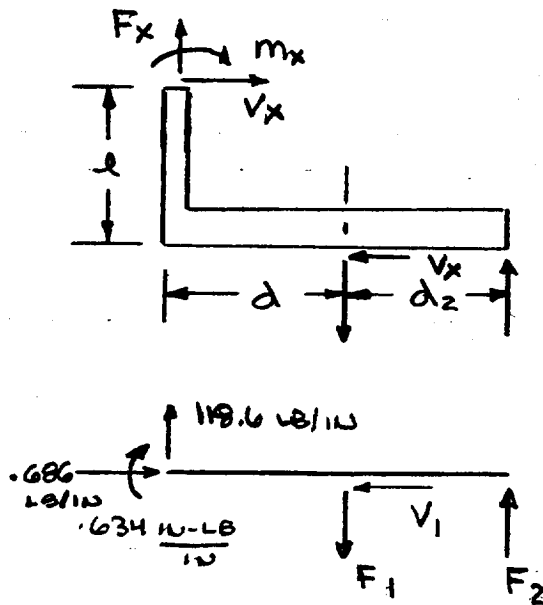 Fx
mx
Vx
l
Vx
d
d2
118.6 LB/IN
.686
LB/IN
.634 IN-LB
IN
V1
F1
F2